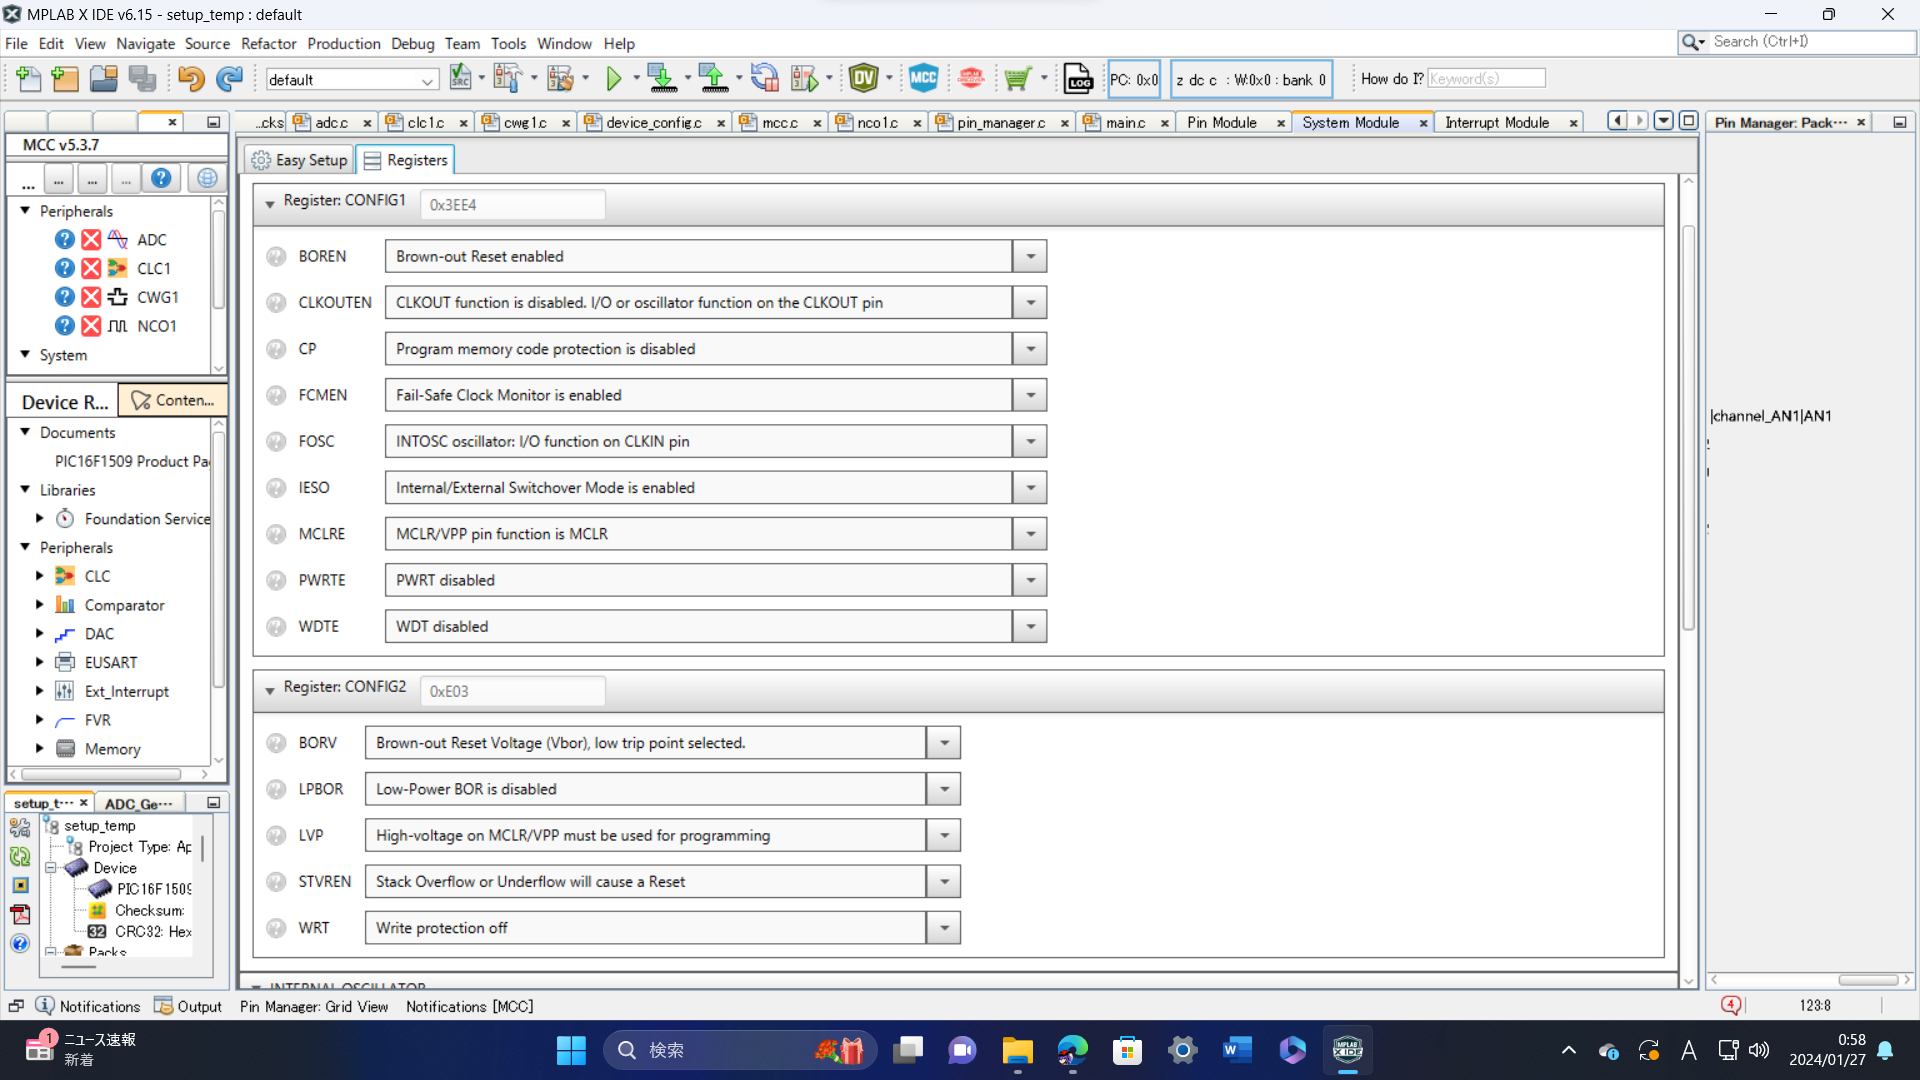 MPLAB X IDE v6.15 - setup_temp : default
File Edit View Navigate Source Refactor Production Debug Team Tools Window Help
Search (Ctrl+I)
default
PC: 0x0
z dc c : W:0x0 : bank 0
How do I? Keyword(s)
...cks adc.c clc1.c cwg1.c device_config.c mcc.c nco1.c pin_manager.c main.c Pin Module System Module Interrupt Module
Pin Manager: Pack...
MCC v5.3.7
... ... ... ...
Peripherals
ADC
CLC1
CWG1
NCO1
System
Device R... Conten...
Documents
PIC16F1509 Product Pa
Libraries
Foundation Service
Peripherals
CLC
Comparator
DAC
EUSART
Ext_Interrupt
FVR
Memory
setup_t... ADC_Ge...
setup_temp
Project Type: Ap
Device
PIC16F1509
Checksum:
CRC32: Hex
Packs
Easy Setup Registers
Register: CONFIG1 0x3EE4
BOREN Brown-out Reset enabled
CLKOUTEN CLKOUT function is disabled. I/O or oscillator function on the CLKOUT pin
CP Program memory code protection is disabled
FCMEN Fail-Safe Clock Monitor is enabled
FOSC INTOSC oscillator: I/O function on CLKIN pin
IESO Internal/External Switchover Mode is enabled
MCLRE MCLR/VPP pin function is MCLR
PWRTE PWRT disabled
WDTE WDT disabled
Register: CONFIG2 0xE03
BORV Brown-out Reset Voltage (Vbor), low trip point selected.
LPBOR Low-Power BOR is disabled
LVP High-voltage on MCLR/VPP must be used for programming
STVREN Stack Overflow or Underflow will cause a Reset
WRT Write protection off
INTERNAL OSCILLATOR
|channel_AN1|AN1
Notifications Output Pin Manager: Grid View Notifications [MCC]
4
123:8
1
ニュース速報
新着
検索
A
0:58
2024/01/27